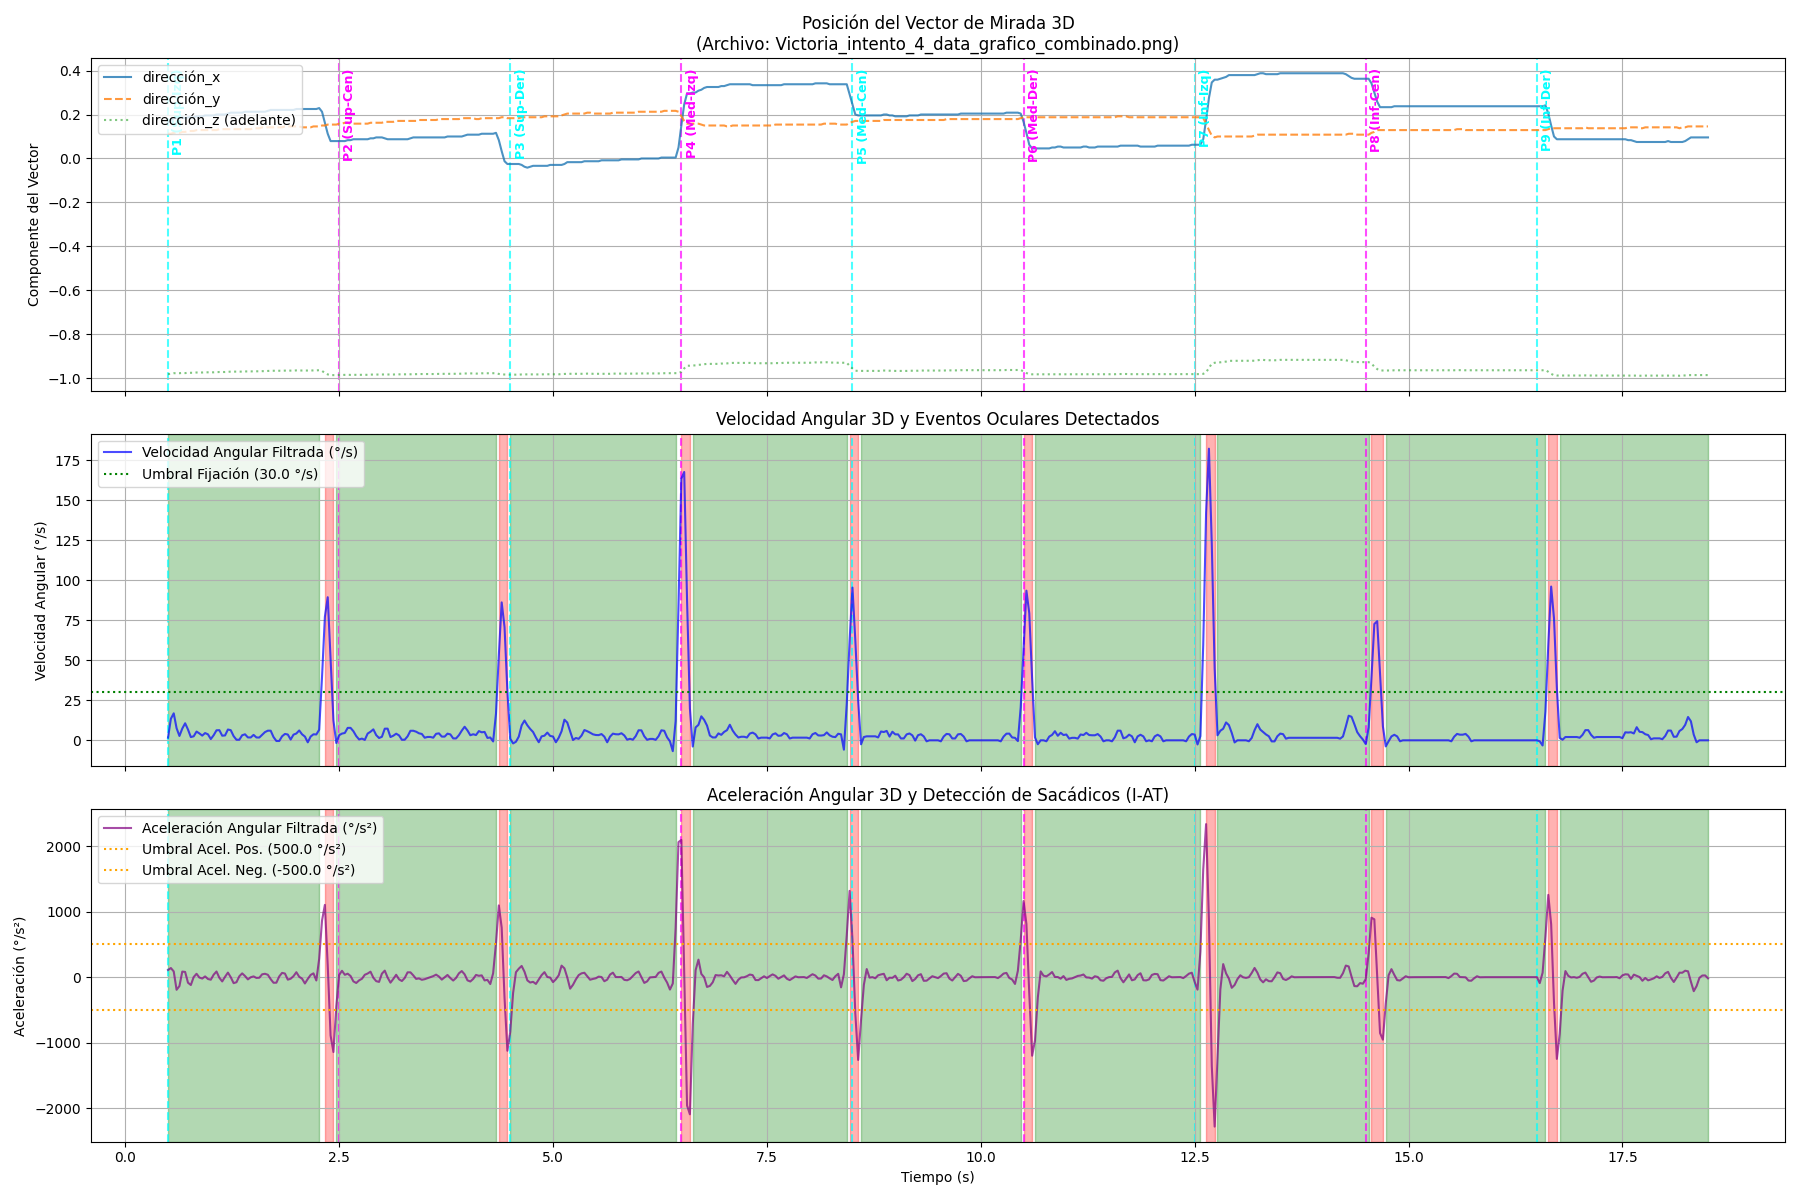 Posición del Vector de Mirada 3D
(Archivo: Victoria_intento_4_data_grafico_combinado.png)
dirección_x
dirección_y
dirección_z (adelante)
P1
P2 (Sup-Cen)
P3 (Sup-Der)
P4 (Med-Izq)
P5 (Med-Cen)
P6 (Med-Der)
P7 (Inf-Izq)
P8 (Inf-Cen)
P9 (Inf-Der)
Componente del Vector
0.4
0.2
0.0
−0.2
−0.4
−0.6
−0.8
−1.0
Velocidad Angular 3D y Eventos Oculares Detectados
Velocidad Angular Filtrada (°/s)
Umbral Fijación (30.0 °/s)
Velocidad Angular (°/s)
175
150
125
100
75
50
25
0
Aceleración Angular 3D y Detección de Sacádicos (I-AT)
Aceleración Angular Filtrada (°/s²)
Umbral Acel. Pos. (500.0 °/s²)
Umbral Acel. Neg. (-500.0 °/s²)
Aceleración (°/s²)
2000
1000
0
−1000
−2000
0.0 2.5 5.0 7.5 10.0 12.5 15.0 17.5
Tiempo (s)